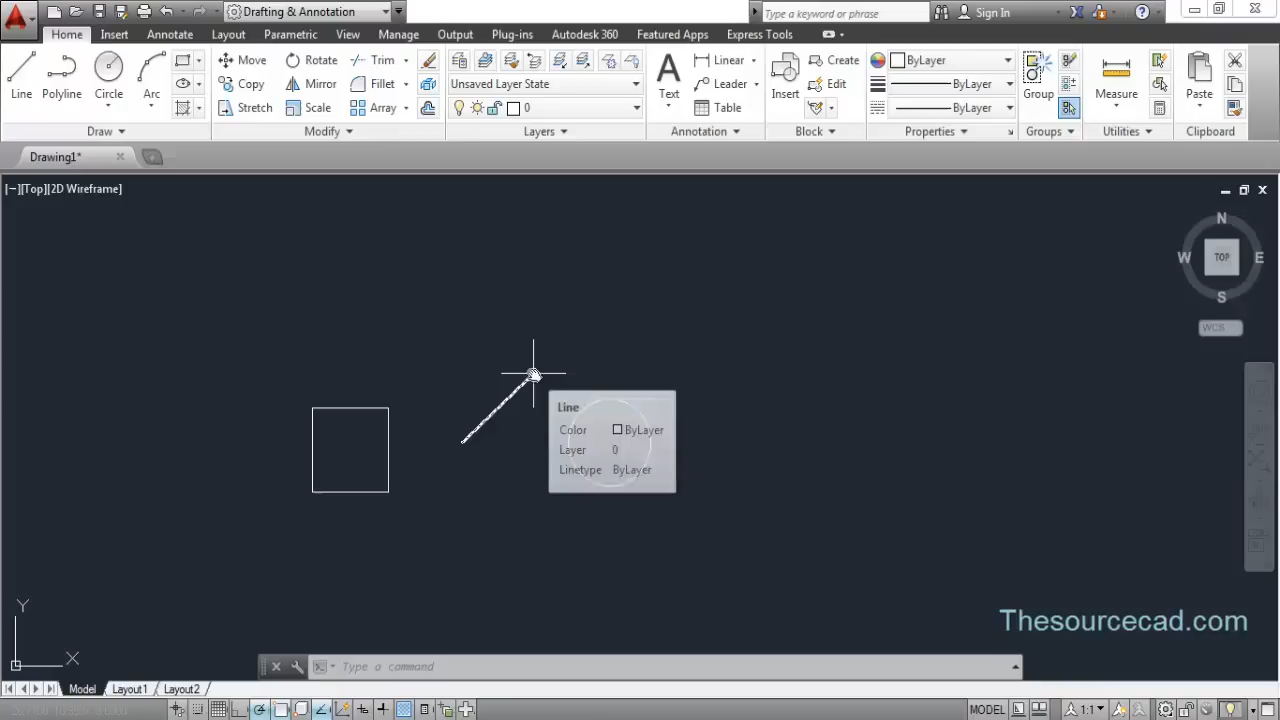 Drafting & Annotation
Type a keyword or phrase
Sign In
Home Insert Annotate Layout Parametric View Manage Output Plug-ins Autodesk 360 Featured Apps Express Tools
Line Polyline Circle Arc
Move Rotate Trim
Copy Mirror Fillet
Stretch Scale Array
Unsaved Layer State
0
Text
Linear
Leader
Table
Insert
Create
Edit
ByLayer
ByLayer
ByLayer
Group
Measure
Paste
Draw Modify Layers Annotation Block Properties Groups Utilities Clipboard
Drawing1*
[−][Top][2D Wireframe]
N
W TOP E
S
WCS
Line
Color ByLayer
Layer 0
Linetype ByLayer
Y
X
Thesourcecad.com
Type a command
Model Layout1 Layout2
MODEL 1:1